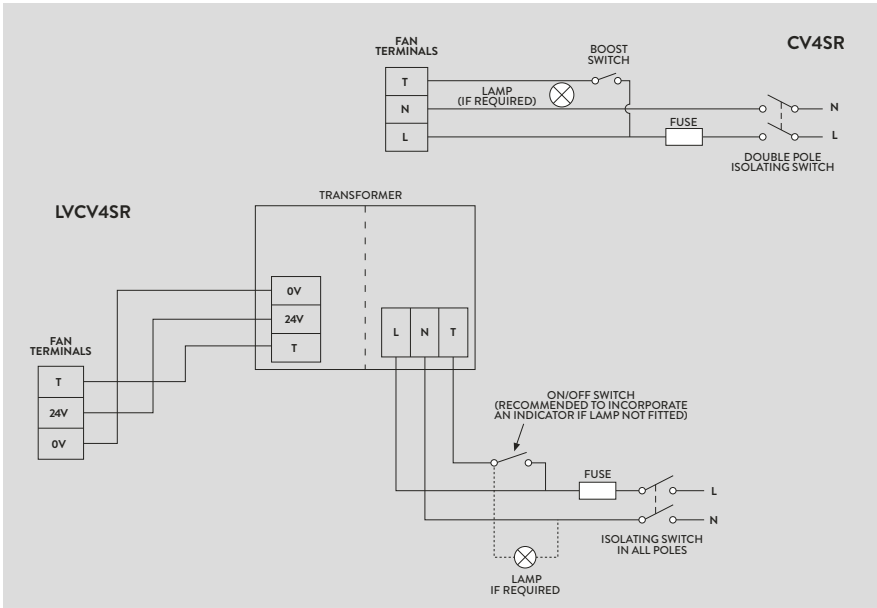 CV4SR
FAN
TERMINALS
T
N
L
LAMP
(IF REQUIRED)
BOOST
SWITCH
FUSE
N
L
DOUBLE POLE
ISOLATING SWITCH
LVCV4SR
TRANSFORMER
0V
24V
T
L N T
FAN
TERMINALS
T
24V
0V
ON/OFF SWITCH
(RECOMMENDED TO INCORPORATE
AN INDICATOR IF LAMP NOT FITTED)
FUSE
L
N
ISOLATING SWITCH
IN ALL POLES
LAMP
IF REQUIRED